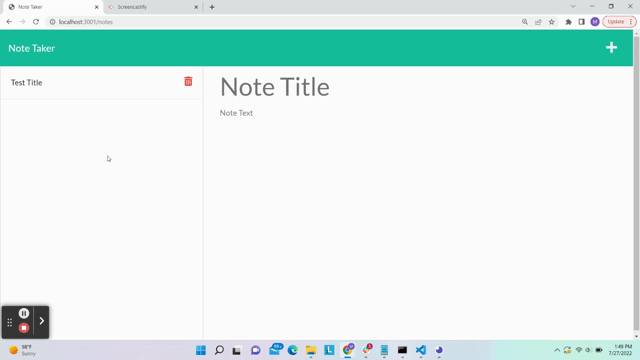 Note Taker
Screencastify
localhost:3001/notes
M
Update
Note Taker
Test Title
Note Title
Note Text
98°F
Sunny
99+
1:49 PM
7/27/2022